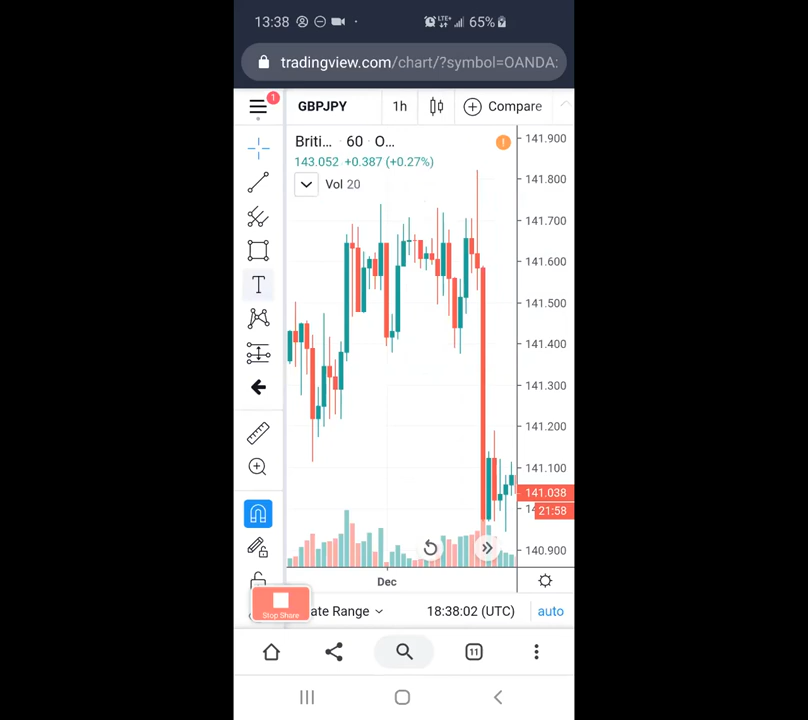 13:38 LTE+ 65%
tradingview.com/chart/?symbol=OANDA:
1
GBPJPY 1h Compare
Briti... · 60 · O...
143.052 +0.387 (+0.27%)
Vol 20
T
141.900
141.800
141.700
141.600
141.500
141.400
141.300
141.200
141.100
141.038
21:58
140.900
Dec
Stop Share
ate Range 18:38:02 (UTC) auto
11